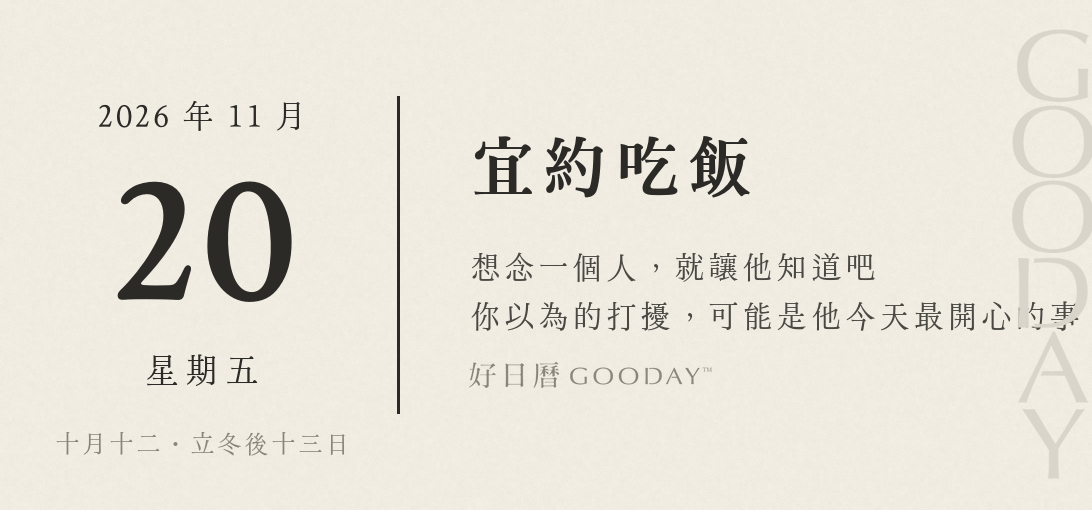 2026 年 11 月
20
星期五
十月十二・立冬後十三日
宜約吃飯
想念一個人，就讓他知道吧
你以為的打擾，可能是他今天最開心的事
好日曆 GOODAY™
GOODAY